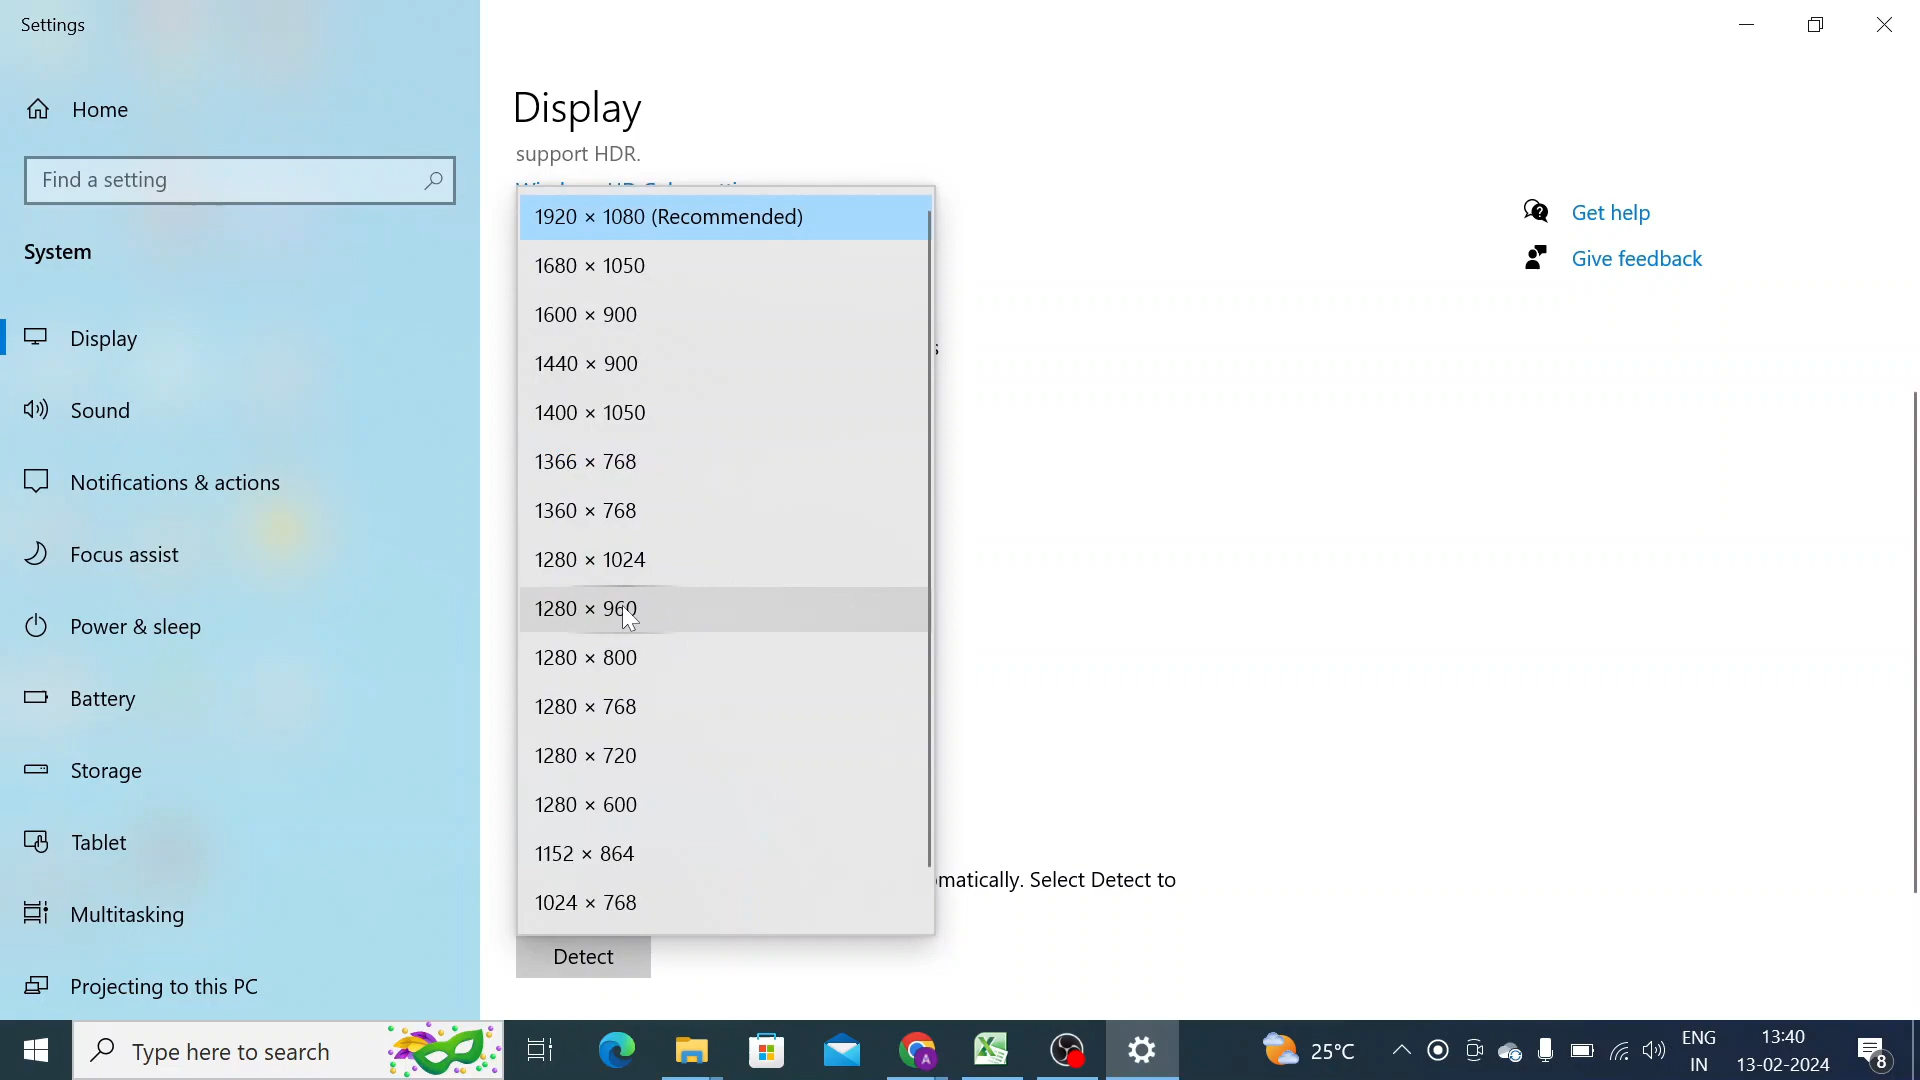 Settings
Home
Find a setting
System
Display
Sound
Notifications & actions
Focus assist
Power & sleep
Battery
Storage
Tablet
Multitasking
Projecting to this PC
Display
support HDR.
1920 × 1080 (Recommended)
1680 × 1050
1600 × 900
1440 × 900
1400 × 1050
1366 × 768
1360 × 768
1280 × 1024
1280 × 960
1280 × 800
1280 × 768
1280 × 720
1280 × 600
1152 × 864
1024 × 768
Select Detect to
Detect
Get help
Give feedback
Type here to search
A
25°C
ENG
IN
13:40
13-02-2024
8